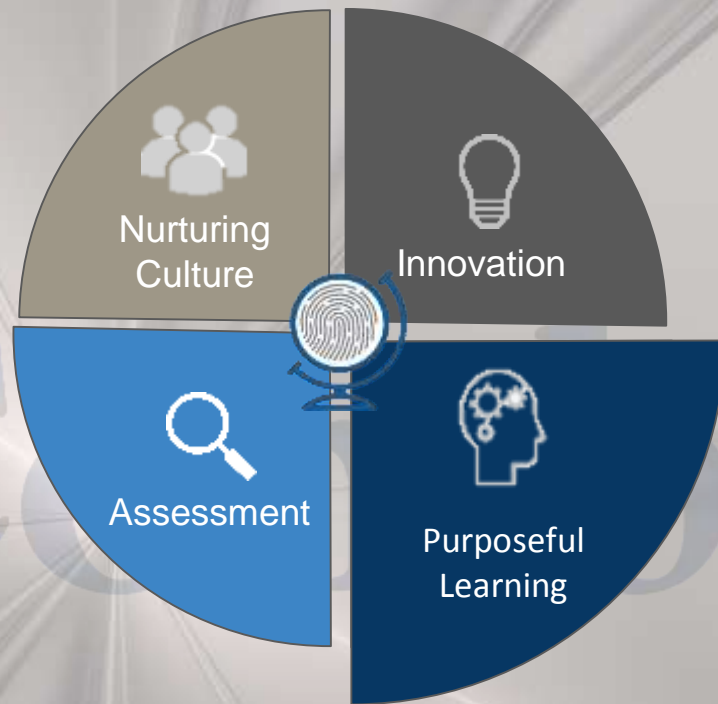 Nurturing
Culture
Innovation
Assessment
Purposeful
Learning